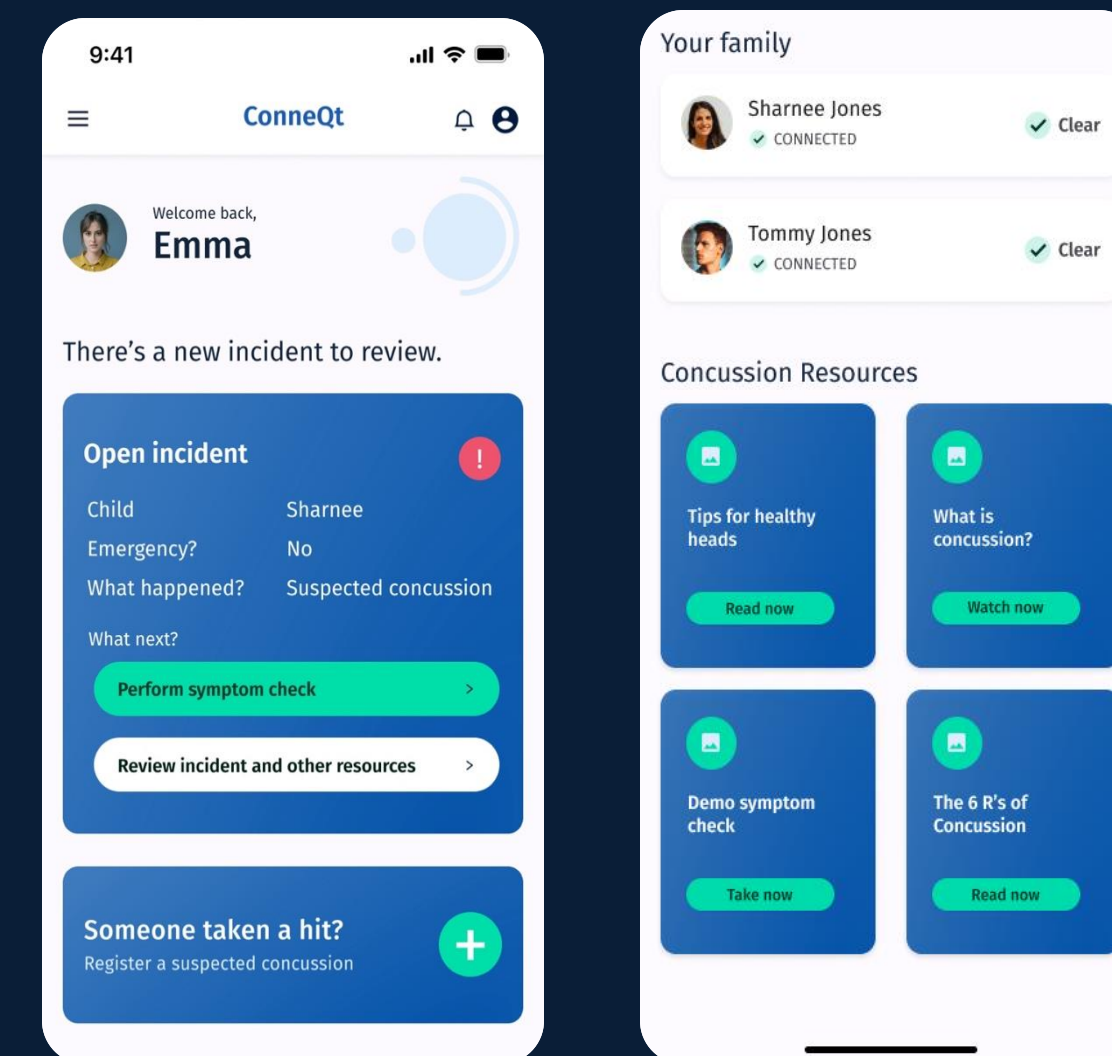 9:41
ConneQt
Welcome back,
Emma
There's a new incident to review.
Open incident
!
Child Sharnee
Emergency? No
What happened? Suspected concussion
What next?
Perform symptom check >
Review incident and other resources >
Someone taken a hit?
Register a suspected concussion
Your family
Sharnee Jones
CONNECTED
Clear
Tommy Jones
CONNECTED
Clear
Concussion Resources
Tips for healthy
heads
Read now
What is
concussion?
Watch now
Demo symptom
check
Take now
The 6 R's of
Concussion
Read now